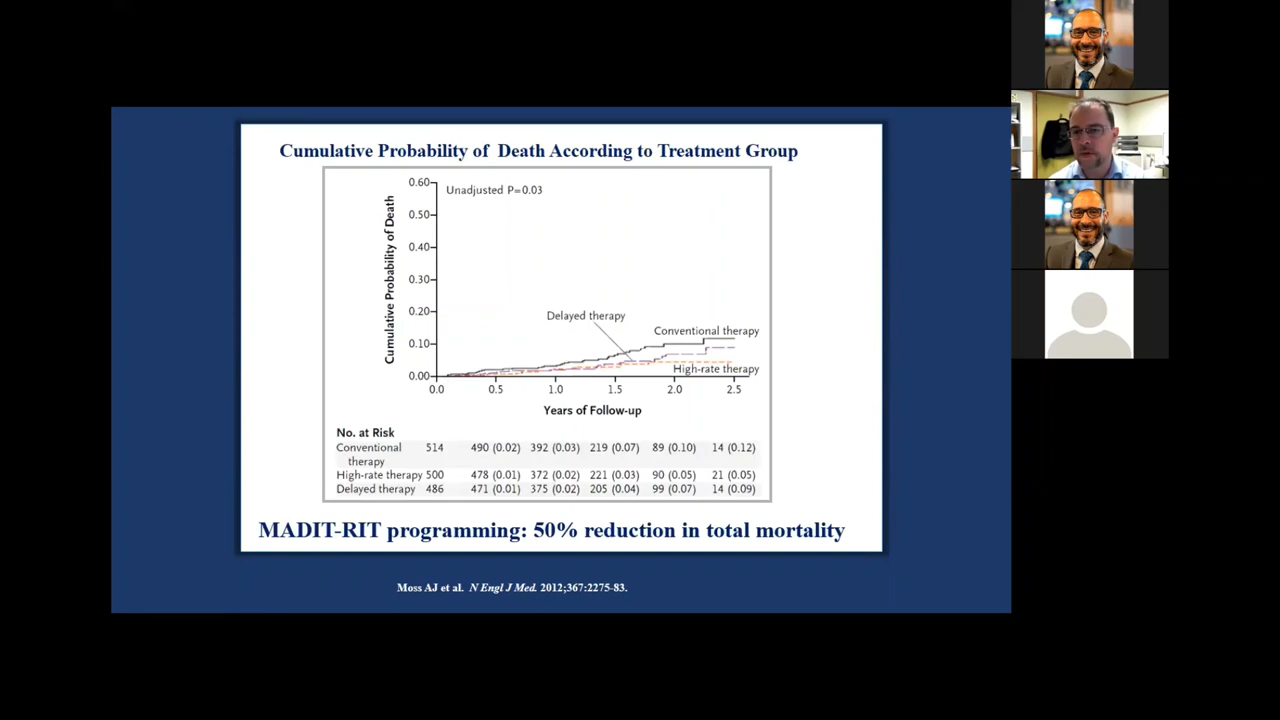 Cumulative Probability of Death According to Treatment Group
Cumulative Probability of Death
0.60
0.50
0.40
0.30
0.20
0.10
0.00
Unadjusted P=0.03
Delayed therapy
Conventional therapy
High-rate therapy
0.0 0.5 1.0 1.5 2.0 2.5
Years of Follow-up
No. at Risk
Conventional 514 490 (0.02) 392 (0.03) 219 (0.07) 89 (0.10) 14 (0.12)
therapy
High-rate therapy 500 478 (0.01) 372 (0.02) 221 (0.03) 90 (0.05) 21 (0.05)
Delayed therapy 486 471 (0.01) 375 (0.02) 205 (0.04) 99 (0.07) 14 (0.09)
MADIT-RIT programming: 50% reduction in total mortality
Moss AJ et al. N Engl J Med. 2012;367:2275-83.